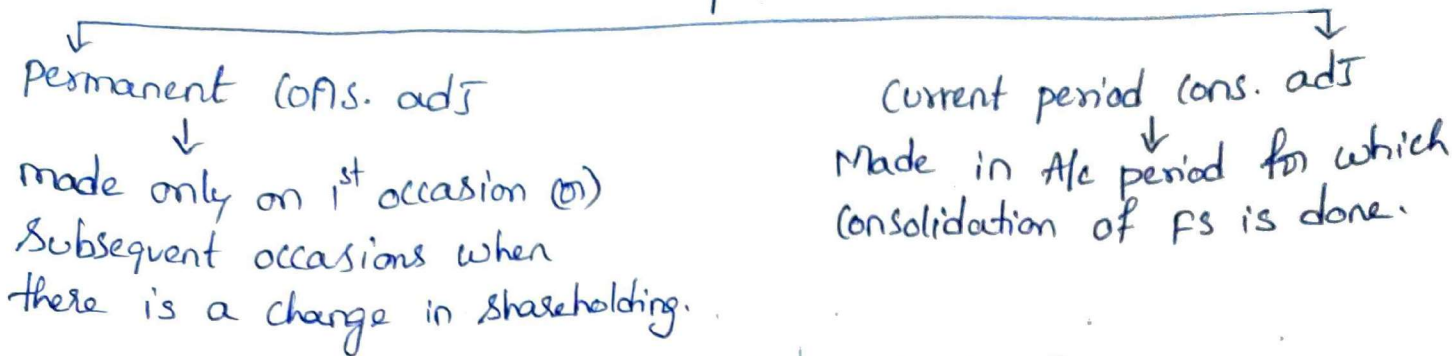 Permanent Cons. adj
made only on 1st occasion (or)
Subsequent occasions when
there is a change in shareholding.
Current period cons. adj
Made in A/c period for which
Consolidation of FS is done.